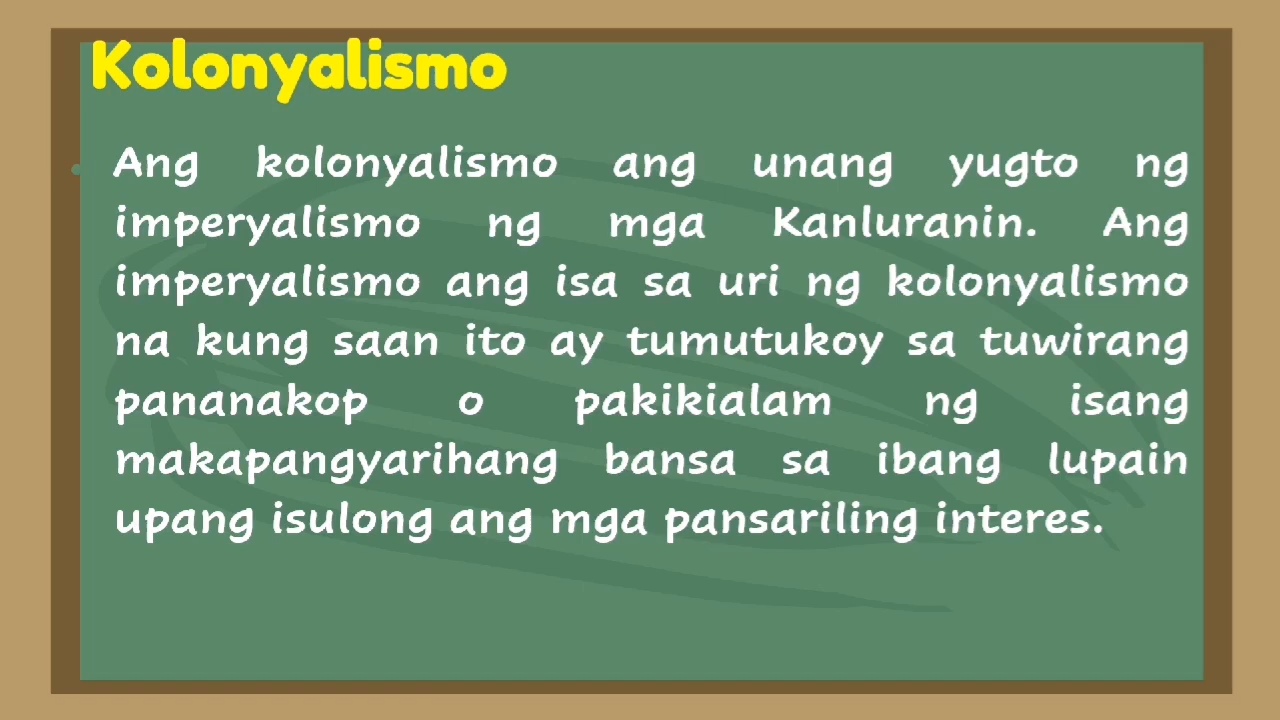 Kolonyalismo
Ang kolonyalismo ang unang yugto ng
imperyalismo ng mga Kanluranin. Ang
imperyalismo ang isa sa uri ng kolonyalismo
na kung saan ito ay tumutukoy sa tuwirang
pananakop o pakikialam ng isang
makapangyarihang bansa sa ibang lupain
upang isulong ang mga pansariling interes.